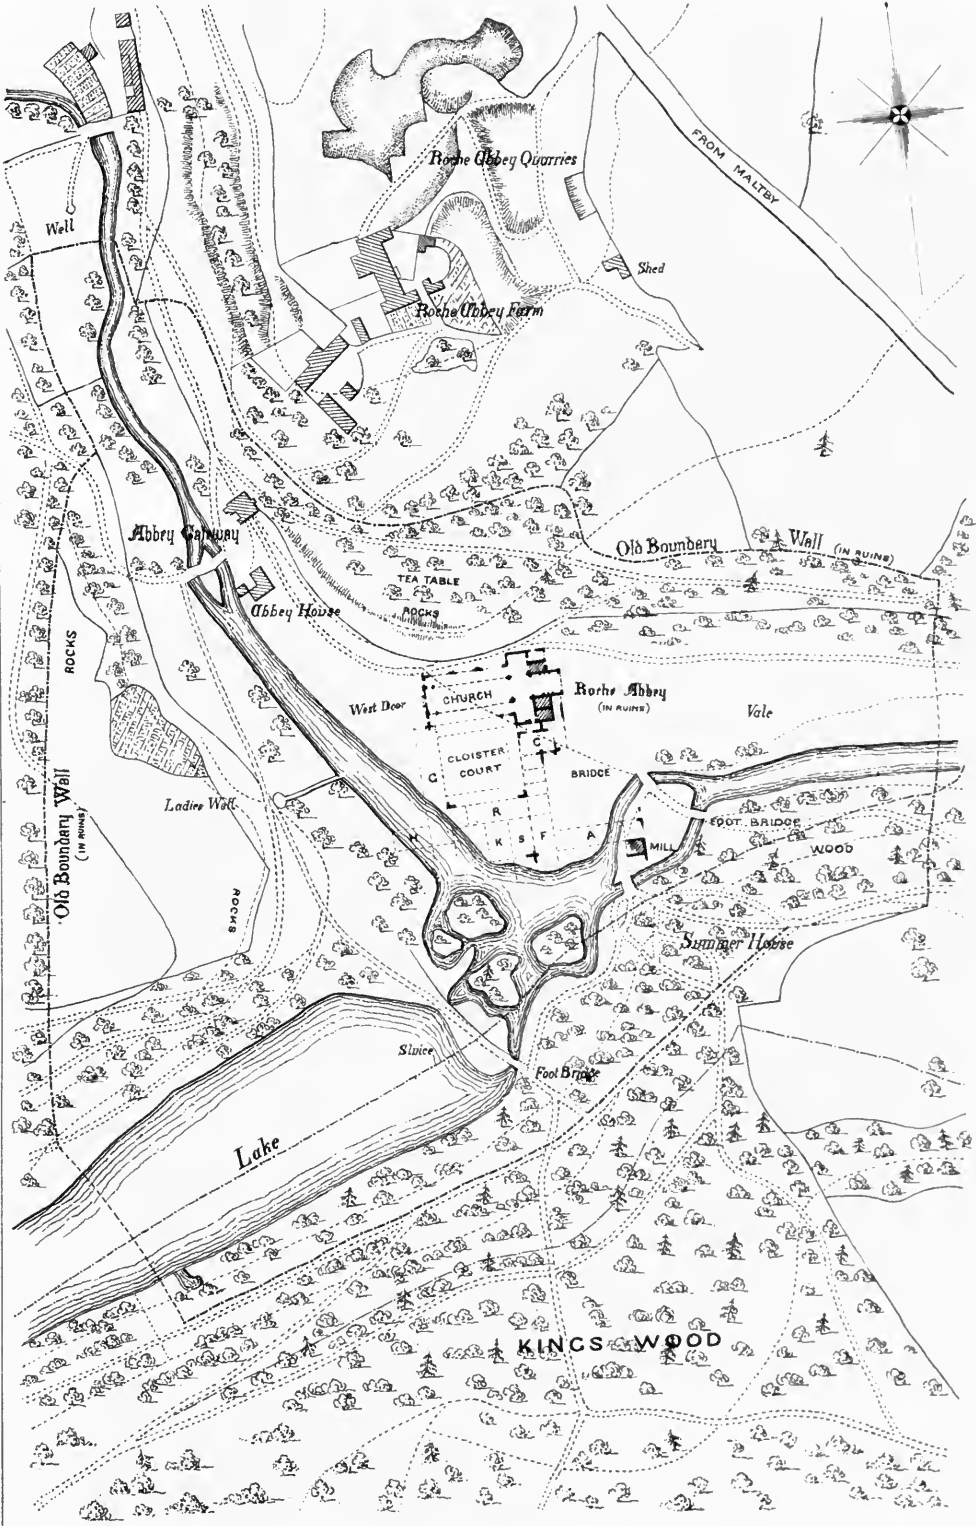 Roche Abbey Quarries
FROM MALTBY
Well
Shed
Roche Abbey Farm
Abbey Gateway
Old Boundary Wall (IN RUINS)
TEA TABLE
Abbey House
ROCKS
ROCKS
Roche Abbey
(IN RUINS)
CHURCH
West Door
Vale
CLOISTER
COURT
C
C
BRIDGE
Old Boundary Wall
(IN RUINS)
Ladies Well
R
FOOT BRIDGE
H
K S F A
MILL
WOOD
ROCKS
Summer House
Sluice
Foot Bridge
Lake
KINGS WOOD